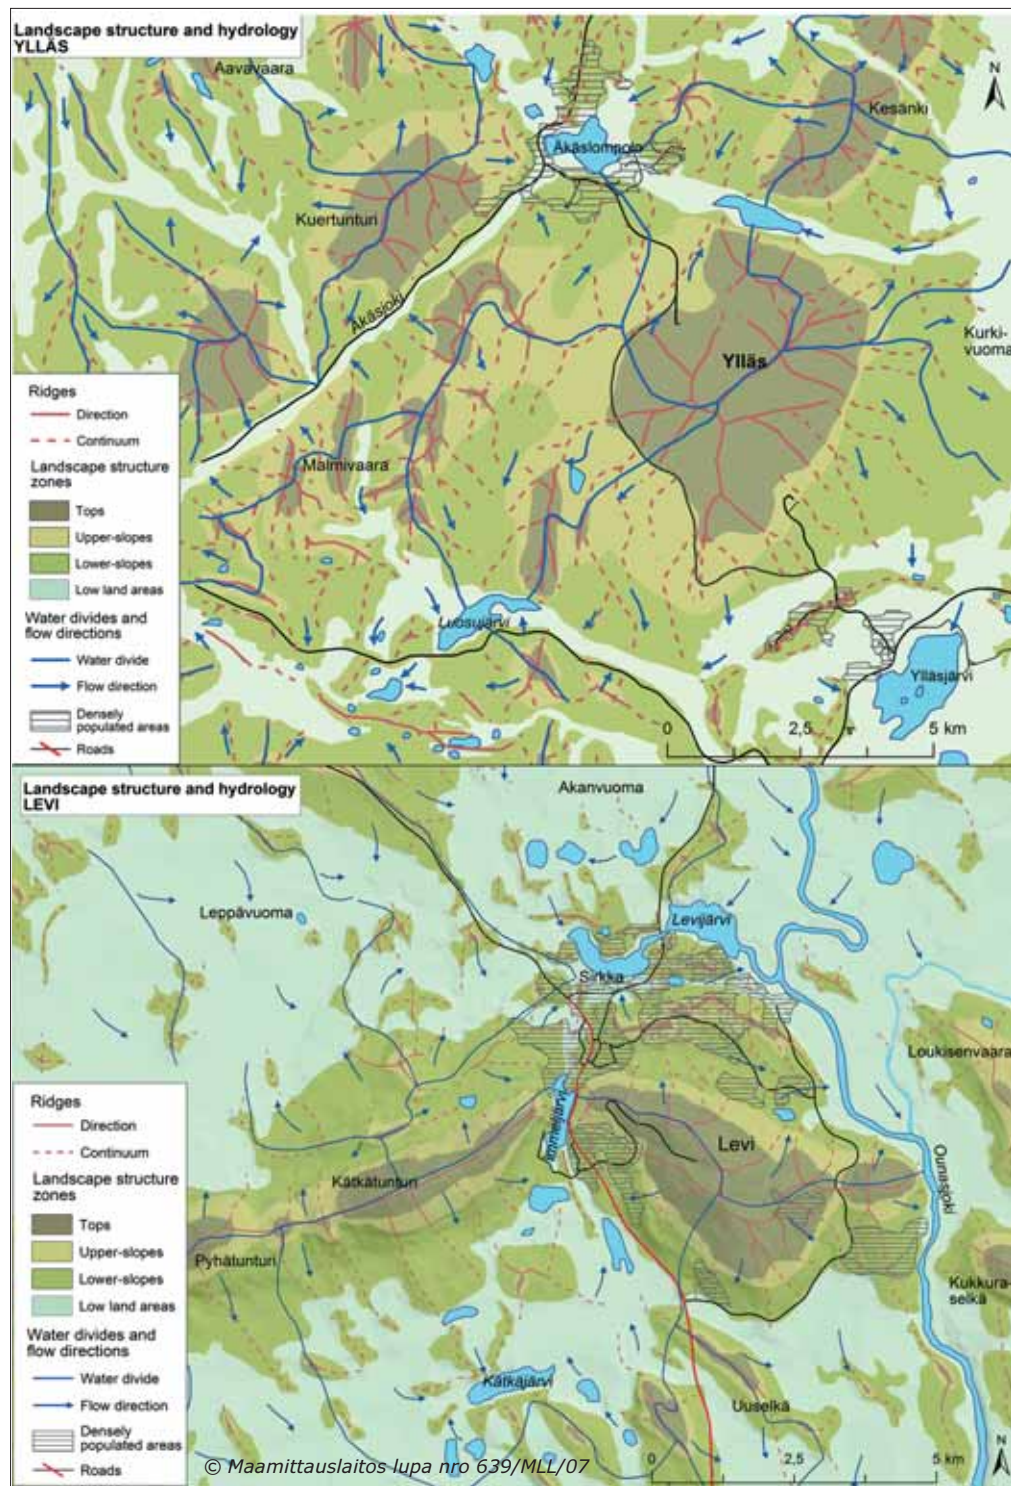 Landscape structure and hydrology
YLLÄS
Aavavaara
N
Kesänki
Äkäslompolo
Kuertunturi
Äkäsjoki
Kurki-
vuoma
Ylläs
Ridges
Direction
Continuum
Landscape structure
zones
Tops
Upper-slopes
Lower-slopes
Low land areas
Water divides and
flow directions
Water divide
Flow direction
Densely
populated areas
Roads
Malmivaara
Luosujärvi
Ylläsjärvi
0 2,5 5 km
Landscape structure and hydrology
LEVI
Akanvuoma
Leppävuoma
Levijärvi
Sirkka
Loukisenvaara
Immeljärvi
Levi
Ounasjoki
Kätkätunturi
Pyhätunturi
Kukkura-
selkä
Ridges
Direction
Continuum
Landscape structure
zones
Tops
Upper-slopes
Lower-slopes
Low land areas
Water divides and
flow directions
Water divide
Flow direction
Densely
populated areas
Roads
Kätkäjärvi
Uuselkä
N
0 2,5 5 km
© Maamittauslaitos lupa nro 639/MLL/07